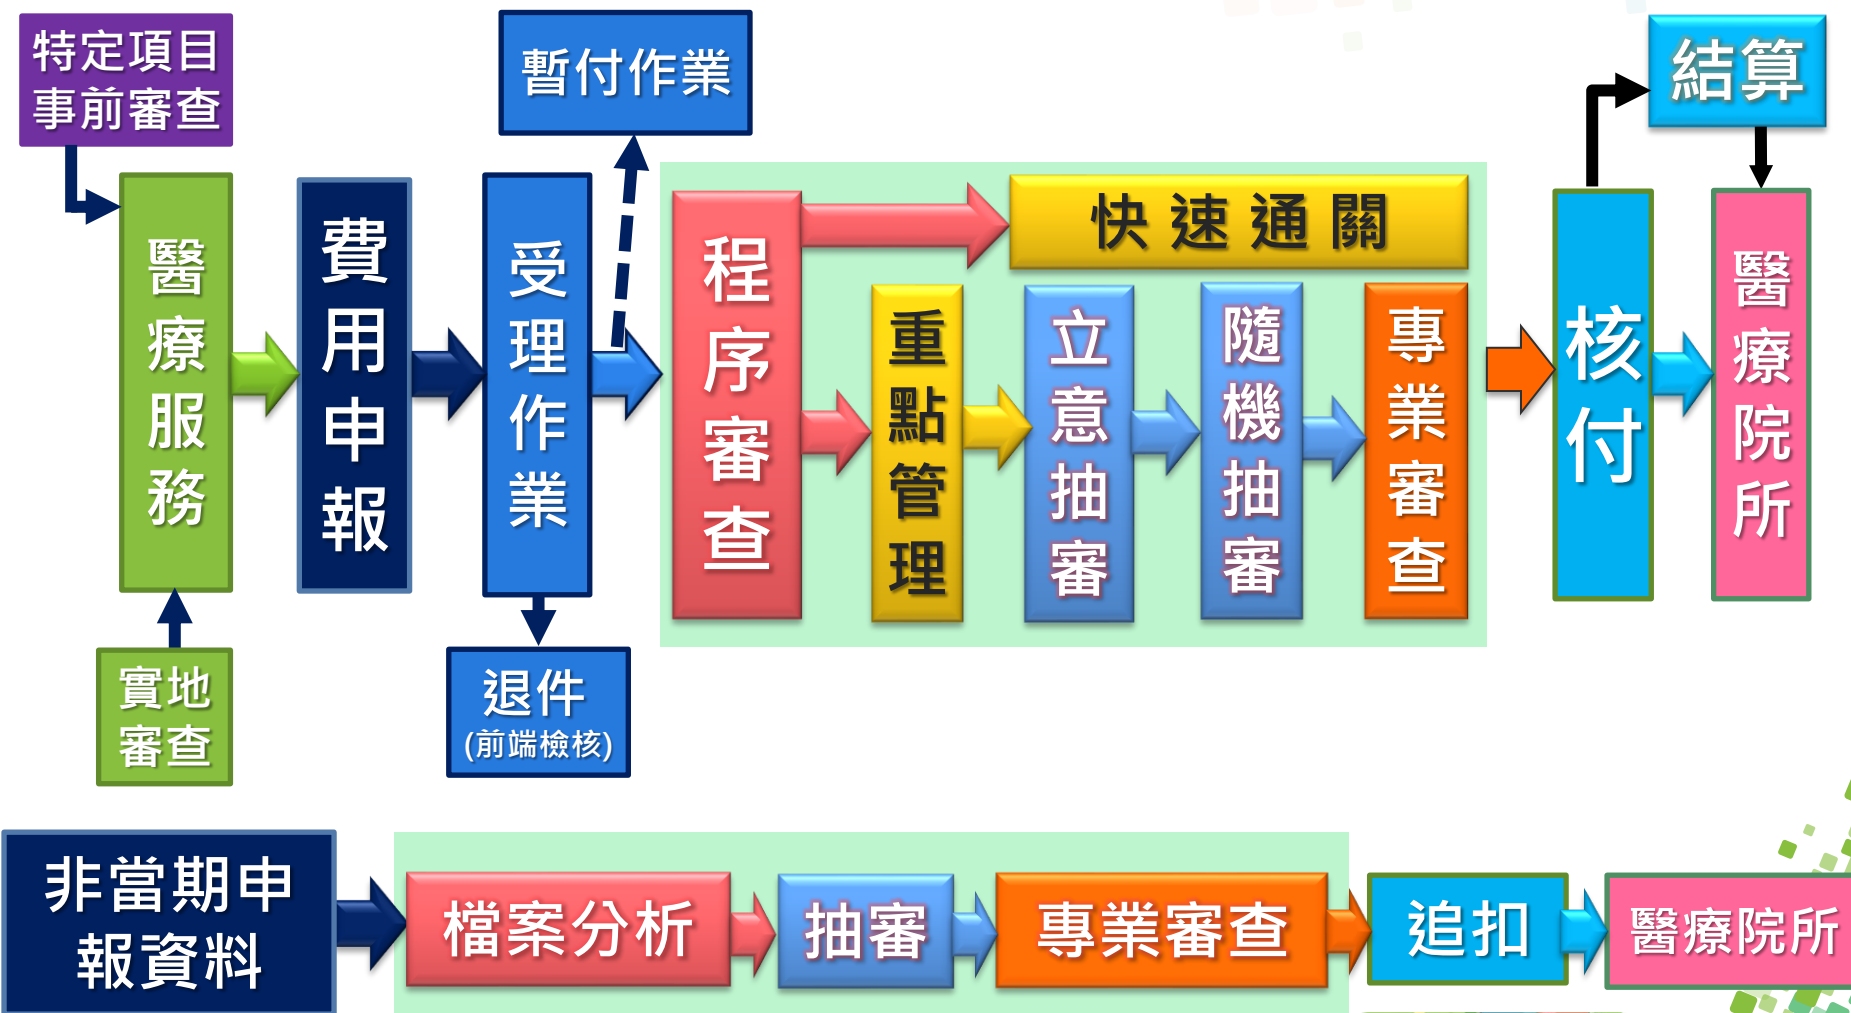 特定項目
事前審查
暫付作業
結算
醫療服務
費用申報
受理作業
程序審查
快速通關
重點管理
立意抽審
隨機抽審
專業審查
核付
醫療院所
實地
審查
退件
(前端檢核)
非當期申
報資料
檔案分析
抽審
專業審查
追扣
醫療院所